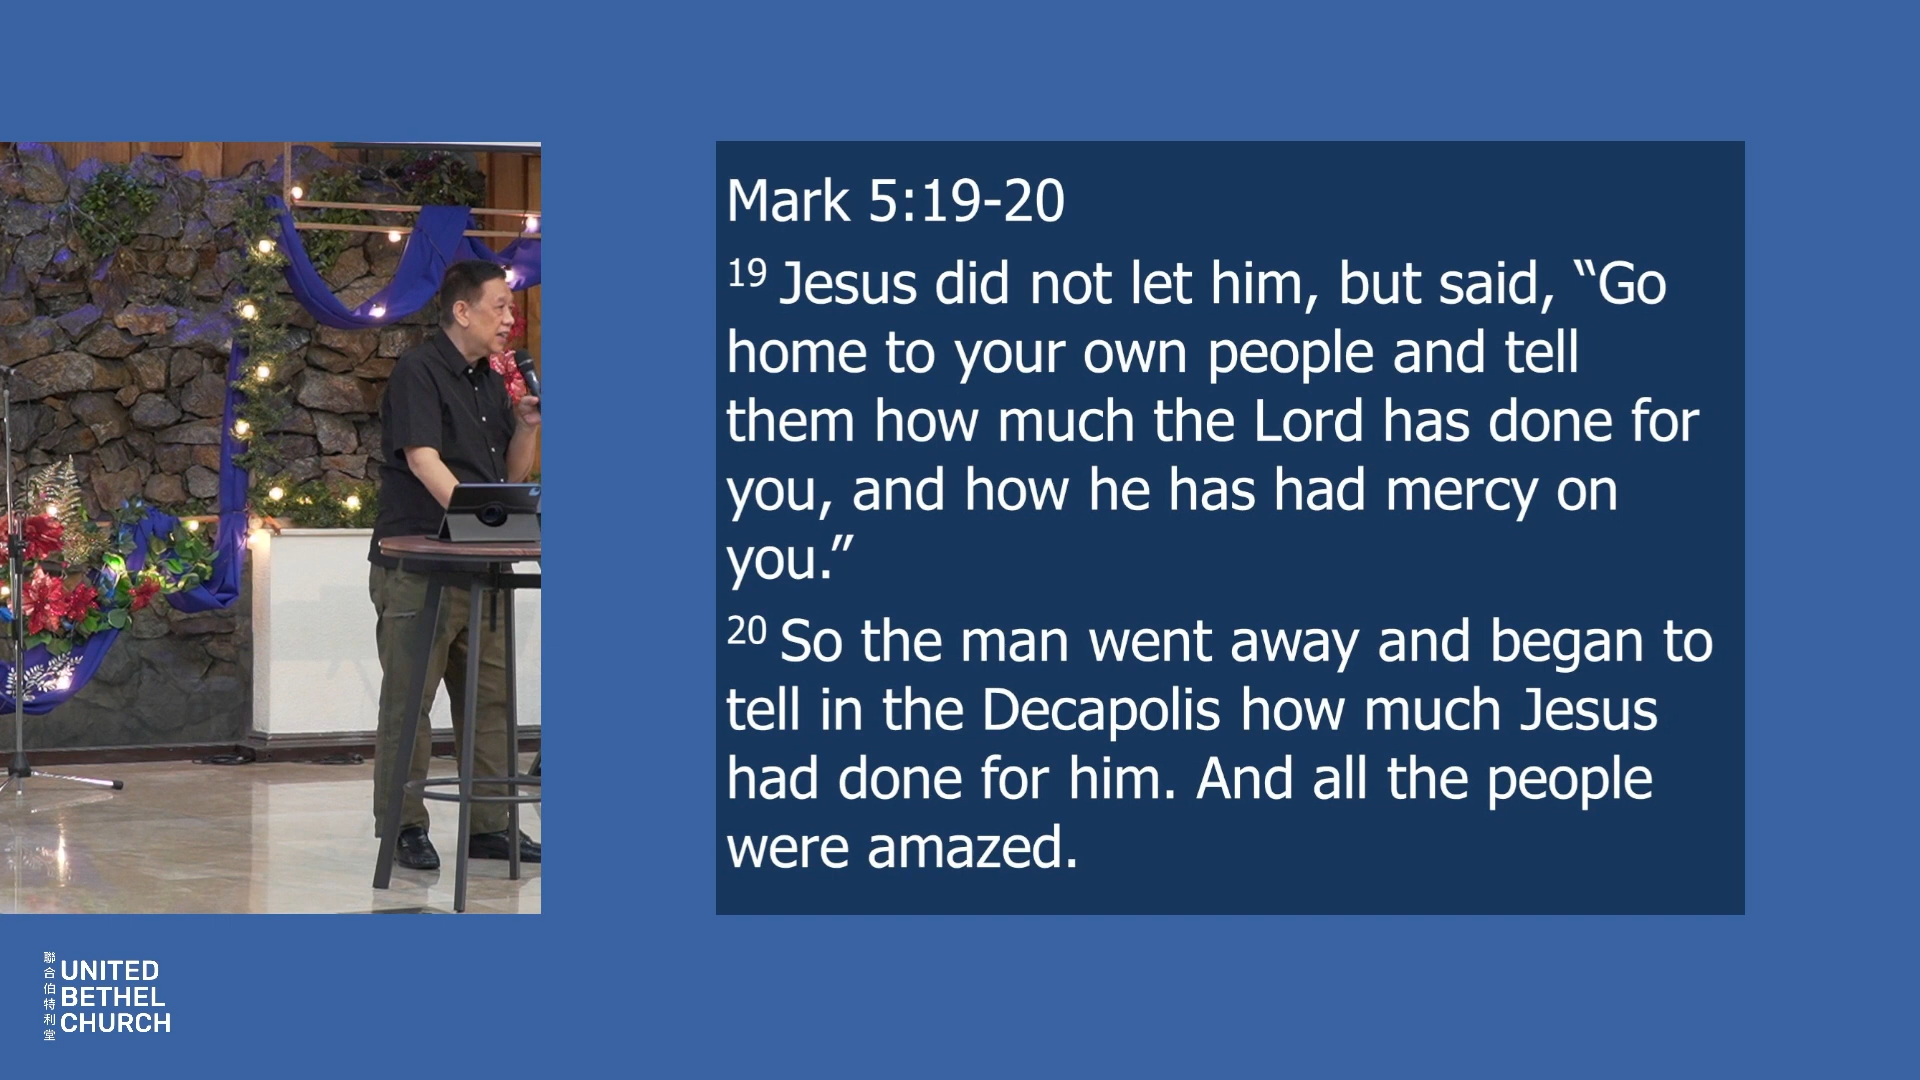 Mark 5:19-20
19 Jesus did not let him, but said, “Go
home to your own people and tell
them how much the Lord has done for
you, and how he has had mercy on
you.”
20 So the man went away and began to
tell in the Decapolis how much Jesus
had done for him. And all the people
were amazed.
聯合伯特利堂
UNITED
BETHEL
CHURCH